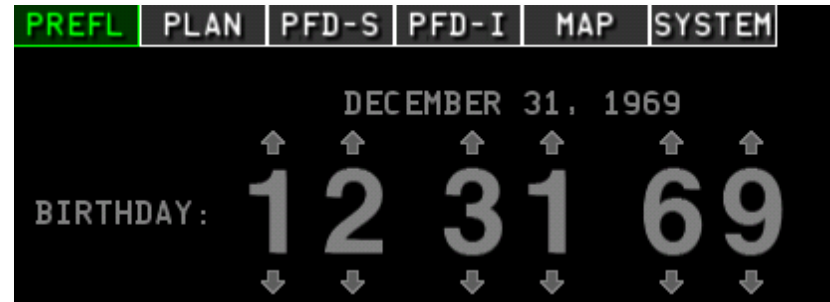 PREFL PLAN PFD-S PFD-I MAP SYSTEM
DECEMBER 31, 1969
BIRTHDAY: 12 31 69